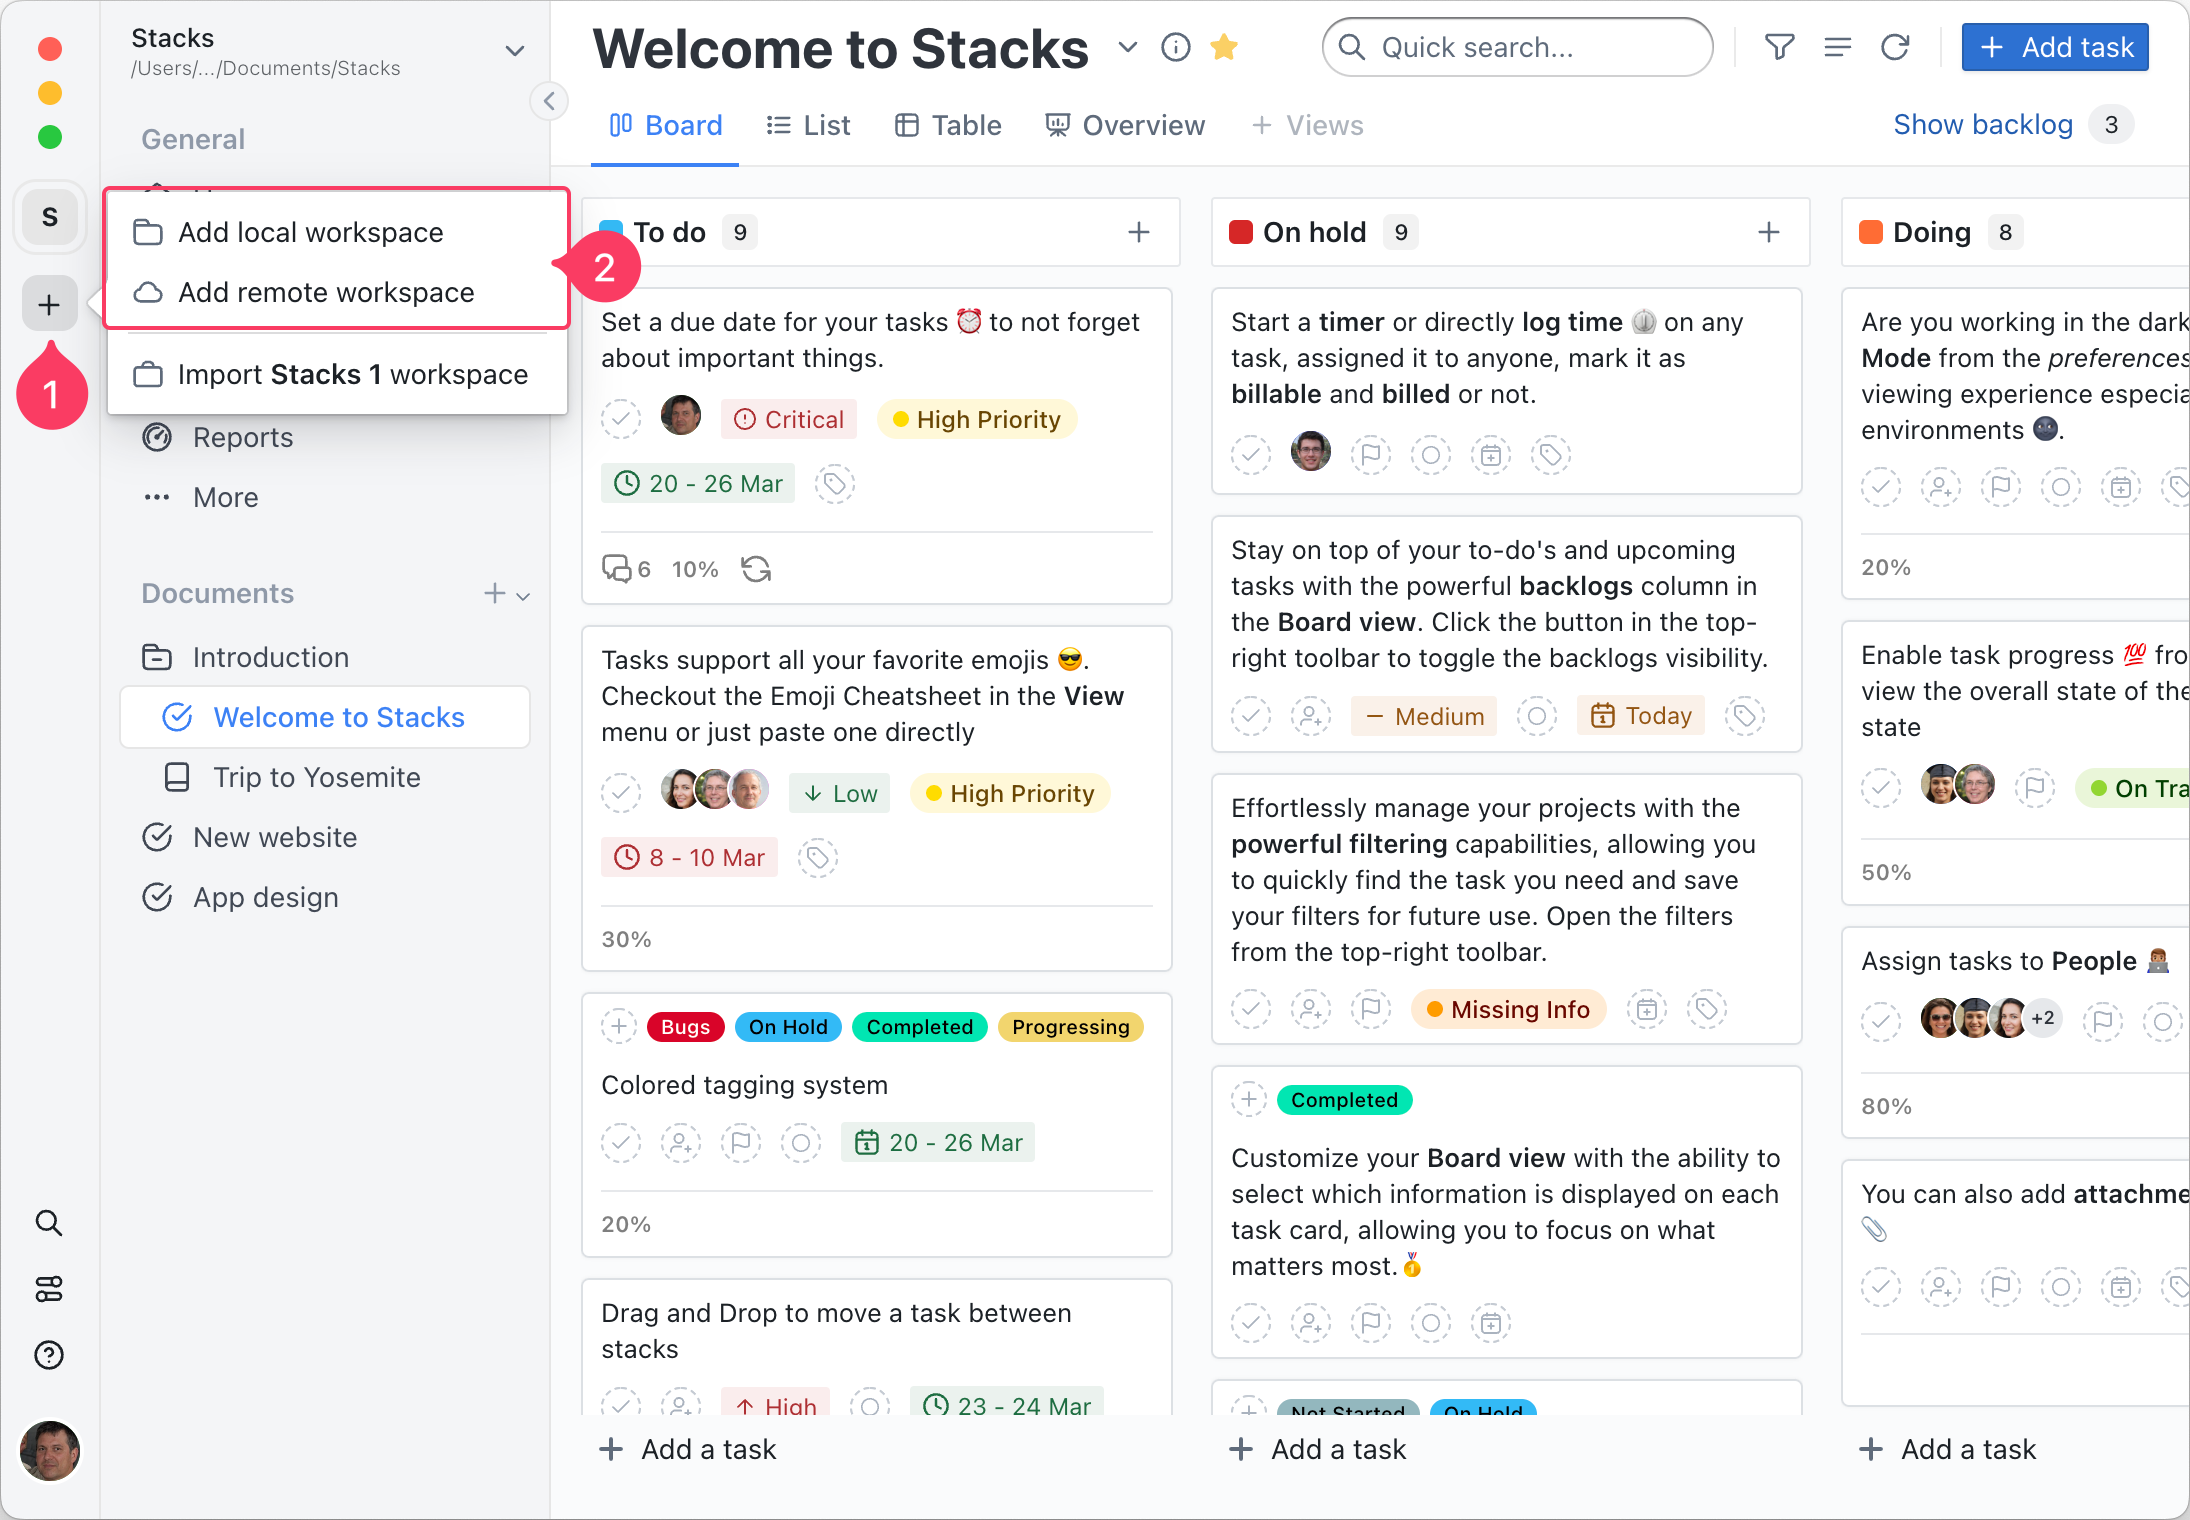 Stacks
/Users/.../Documents/Stacks
General
S
Add local workspace
Add remote workspace
Import Stacks 1 workspace
1
2
Reports
More
Documents
Introduction
Welcome to Stacks
Trip to Yosemite
New website
App design
Welcome to Stacks
Quick search...
Add task
Board
List
Table
Overview
Views
Show backlog 3
To do 9
Set a due date for your tasks ⏰ to not forget
about important things.
Critical
High Priority
20 - 26 Mar
6 10%
Tasks support all your favorite emojis 😎.
Checkout the Emoji Cheatsheet in the View
menu or just paste one directly
Low
High Priority
8 - 10 Mar
30%
Bugs On Hold Completed Progressing
Colored tagging system
20 - 26 Mar
20%
Drag and Drop to move a task between
stacks
High
23 - 24 Mar
+ Add a task
On hold 9
Start a timer or directly log time on any
task, assigned it to anyone, mark it as
billable and billed or not.
Stay on top of your to-do's and upcoming
tasks with the powerful backlogs column in
the Board view. Click the button in the top-
right toolbar to toggle the backlogs visibility.
Medium
Today
Effortlessly manage your projects with the
powerful filtering capabilities, allowing you
to quickly find the task you need and save
your filters for future use. Open the filters
from the top-right toolbar.
Missing Info
Completed
Customize your Board view with the ability to
select which information is displayed on each
task card, allowing you to focus on what
matters most.🏅
Not Started On Hold
+ Add a task
Doing 8
Are you working in the dark
Mode from the preferences
viewing experience especia
environments 🌚.
20%
Enable task progress 💯 fro
view the overall state of the
state
On Tra
50%
Assign tasks to People
+2
80%
You can also add attachme
📎
+ Add a task